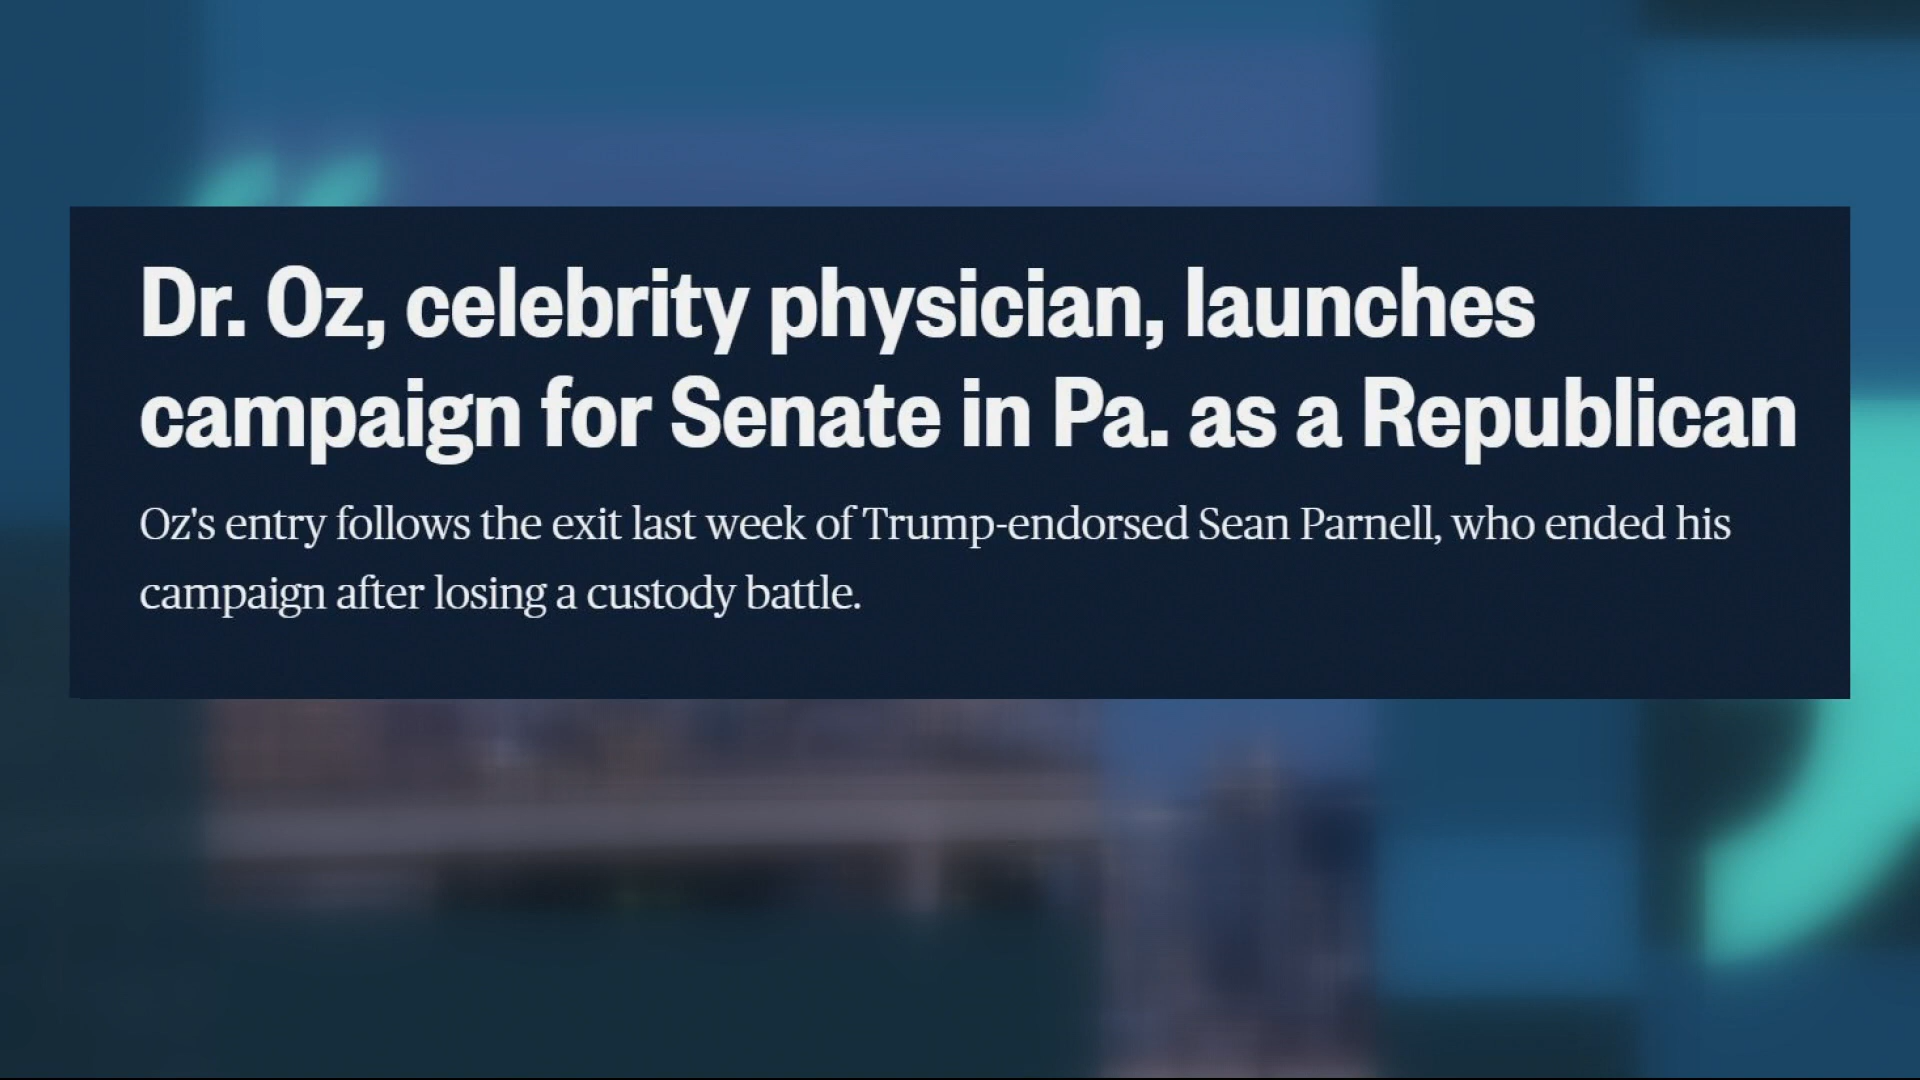 Dr. Oz, celebrity physician, launches
campaign for Senate in Pa. as a Republican
Oz's entry follows the exit last week of Trump-endorsed Sean Parnell, who ended his
campaign after losing a custody battle.